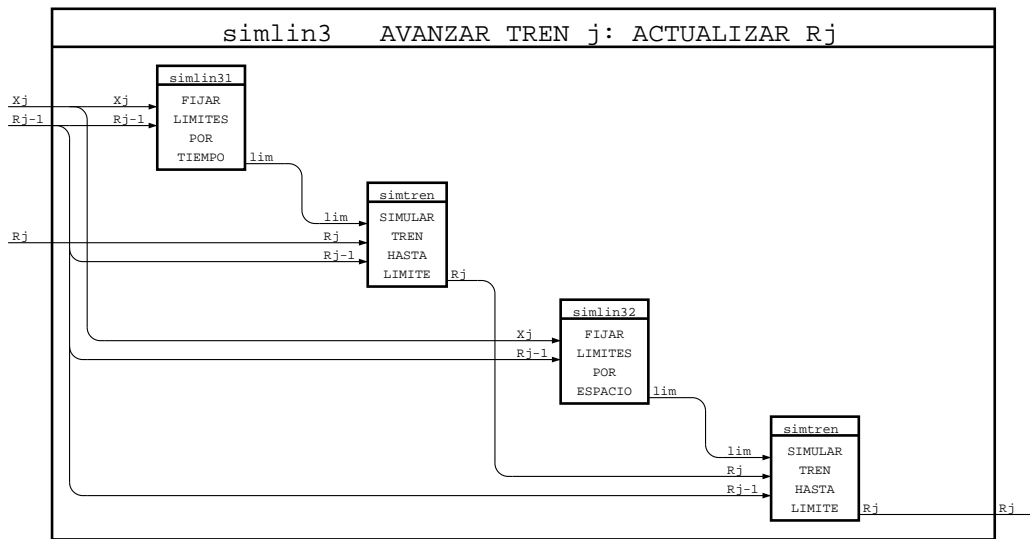 simlin3 AVANZAR TREN j: ACTUALIZAR Rj
simlin31
Xj Xj FIJAR
LIMITES
Rj-1 Rj-1
POR
TIEMPO lim
simtren
lim SIMULAR
Rj Rj TREN
Rj-1 HASTA
LIMITE Rj
simlin32
Xj FIJAR
Rj-1 LIMITES
POR
ESPACIO lim
simtren
lim SIMULAR
Rj TREN
Rj-1 HASTA
LIMITE Rj Rj